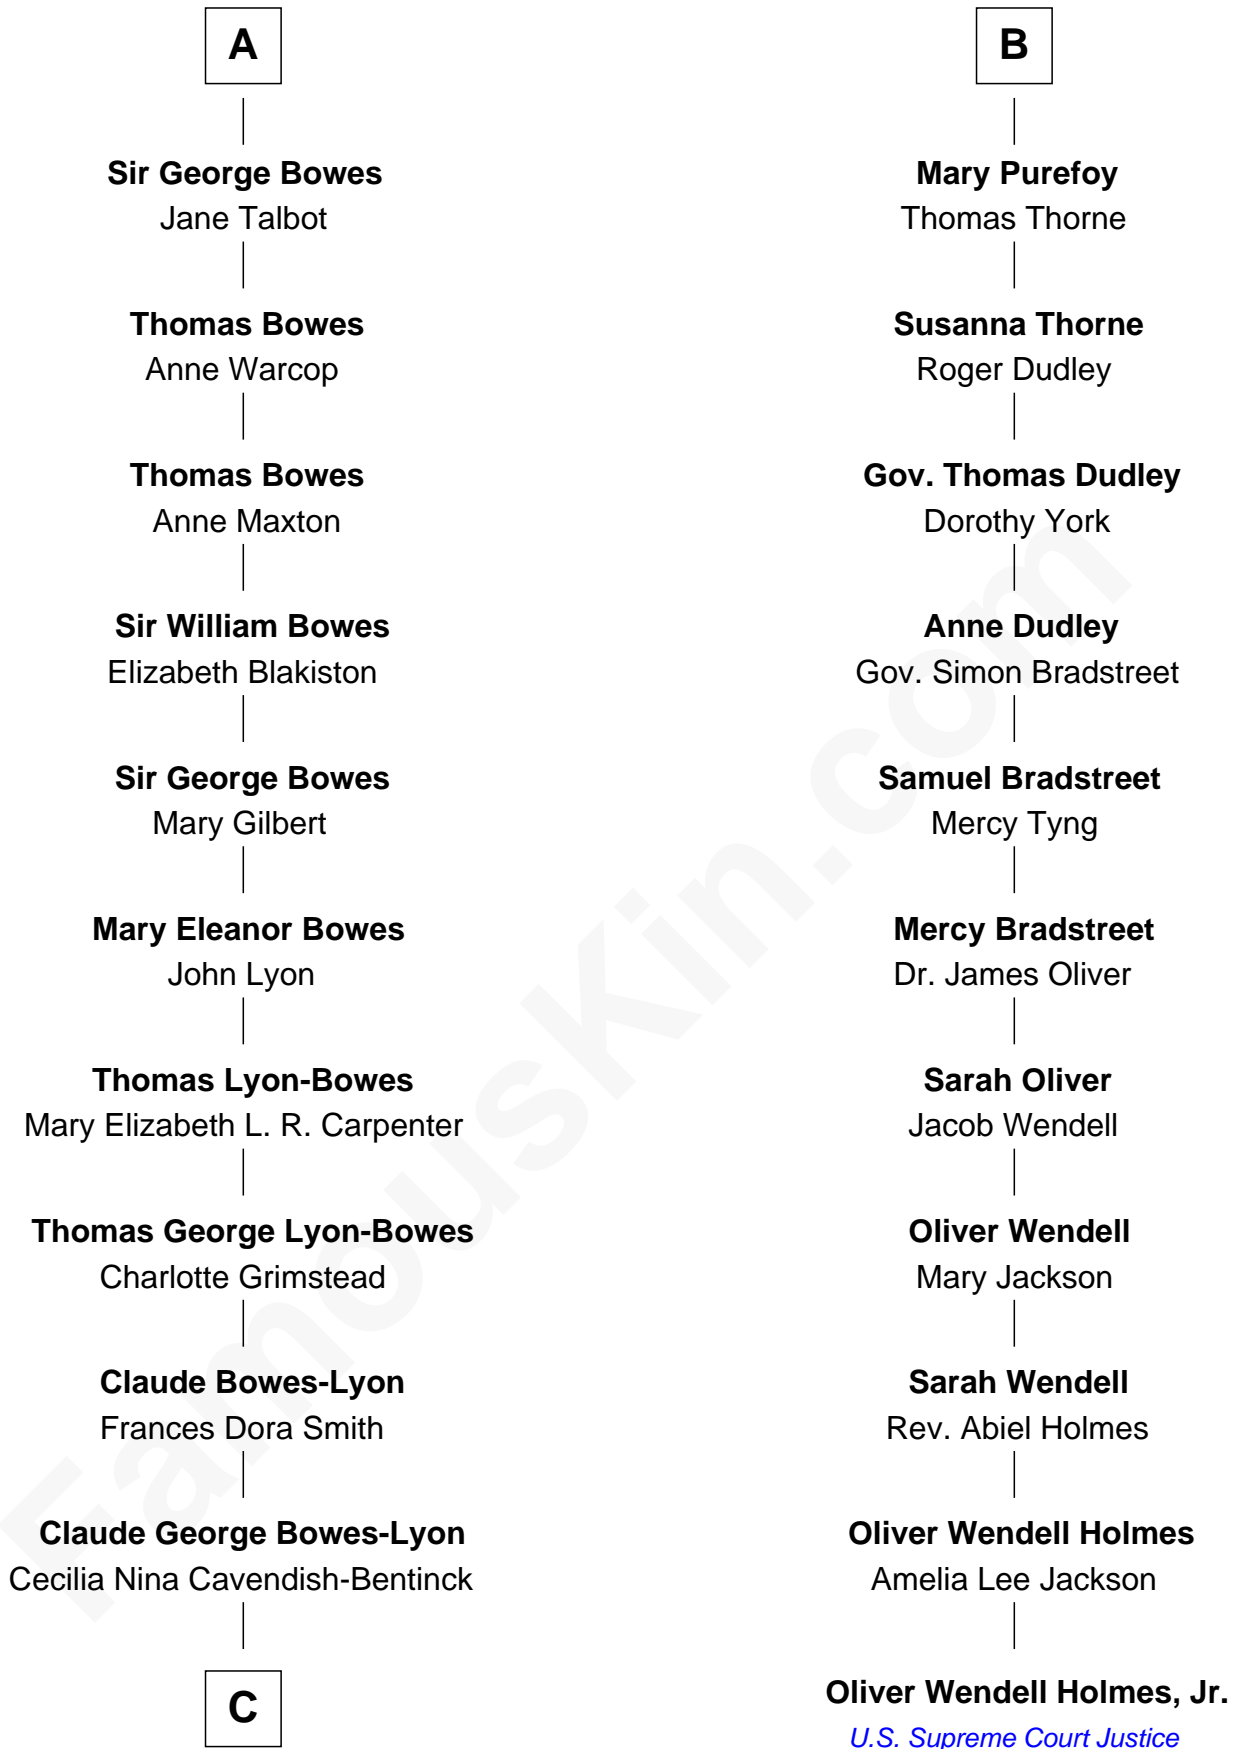 A
Sir George Bowes
Jane Talbot
Thomas Bowes
Anne Warcop
Thomas Bowes
Anne Maxton
Sir William Bowes
Elizabeth Blakiston
Sir George Bowes
Mary Gilbert
Mary Eleanor Bowes
John Lyon
Thomas Lyon-Bowes
Mary Elizabeth L. R. Carpenter
Thomas George Lyon-Bowes
Charlotte Grimstead
Claude Bowes-Lyon
Frances Dora Smith
Claude George Bowes-Lyon
Cecilia Nina Cavendish-Bentinck
C
B
Mary Purefoy
Thomas Thorne
Susanna Thorne
Roger Dudley
Gov. Thomas Dudley
Dorothy York
Anne Dudley
Gov. Simon Bradstreet
Samuel Bradstreet
Mercy Tyng
Mercy Bradstreet
Dr. James Oliver
Sarah Oliver
Jacob Wendell
Oliver Wendell
Mary Jackson
Sarah Wendell
Rev. Abiel Holmes
Oliver Wendell Holmes
Amelia Lee Jackson
Oliver Wendell Holmes, Jr.
U.S. Supreme Court Justice
FamousKin.com